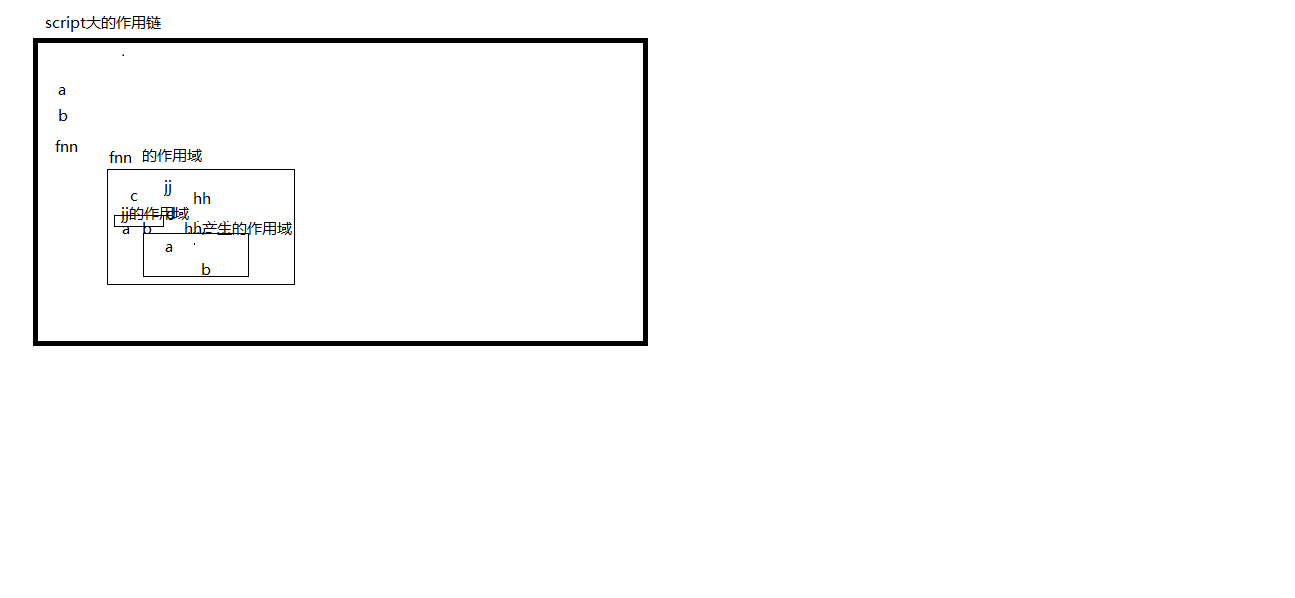 script大的作用链
a
b
fnn
fnn 的作用域
c jj hh
jj的作用域 d
a b hh产生的作用域
a
b